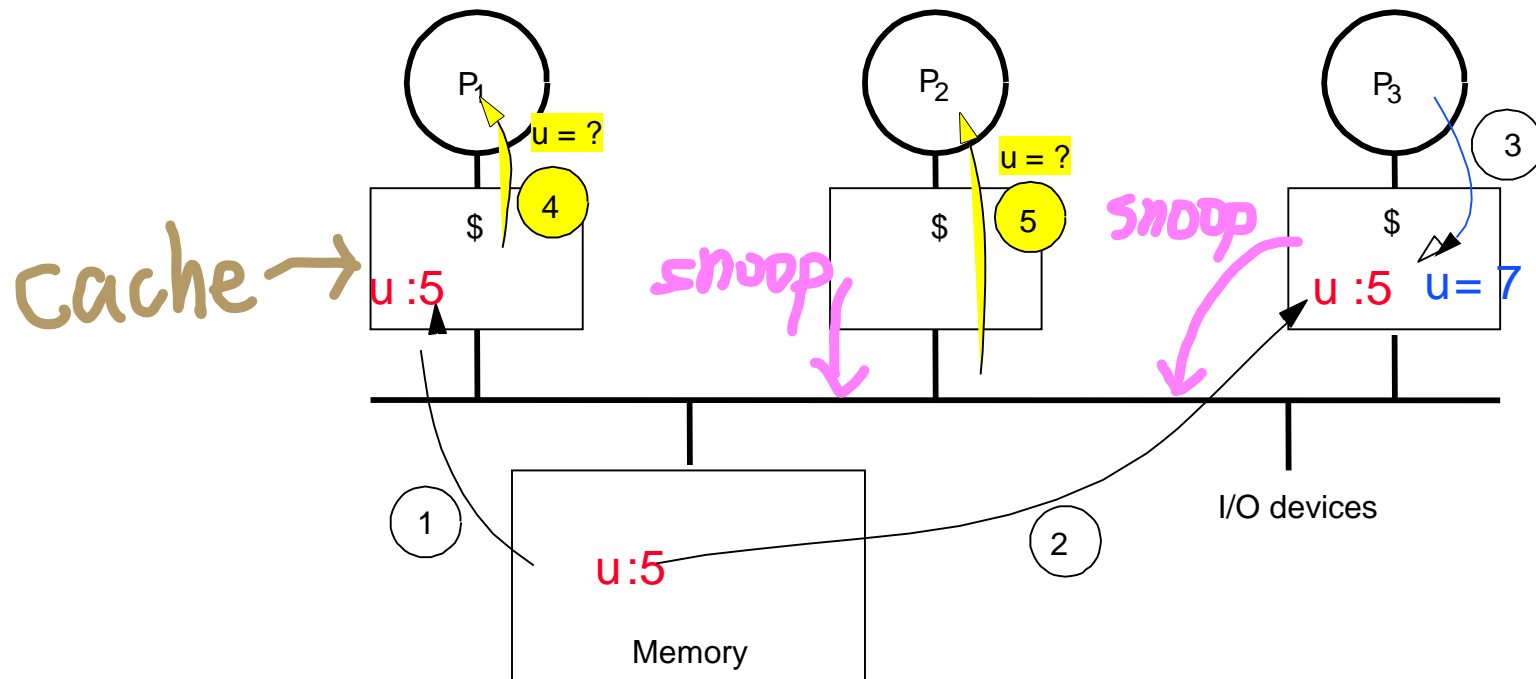 P1
P2
P3
u = ?
u = ?
3
4
5
$
$
$
snoop
snoop
cache
u :5
u :5
u= 7
1
2
I/O devices
u:5
Memory